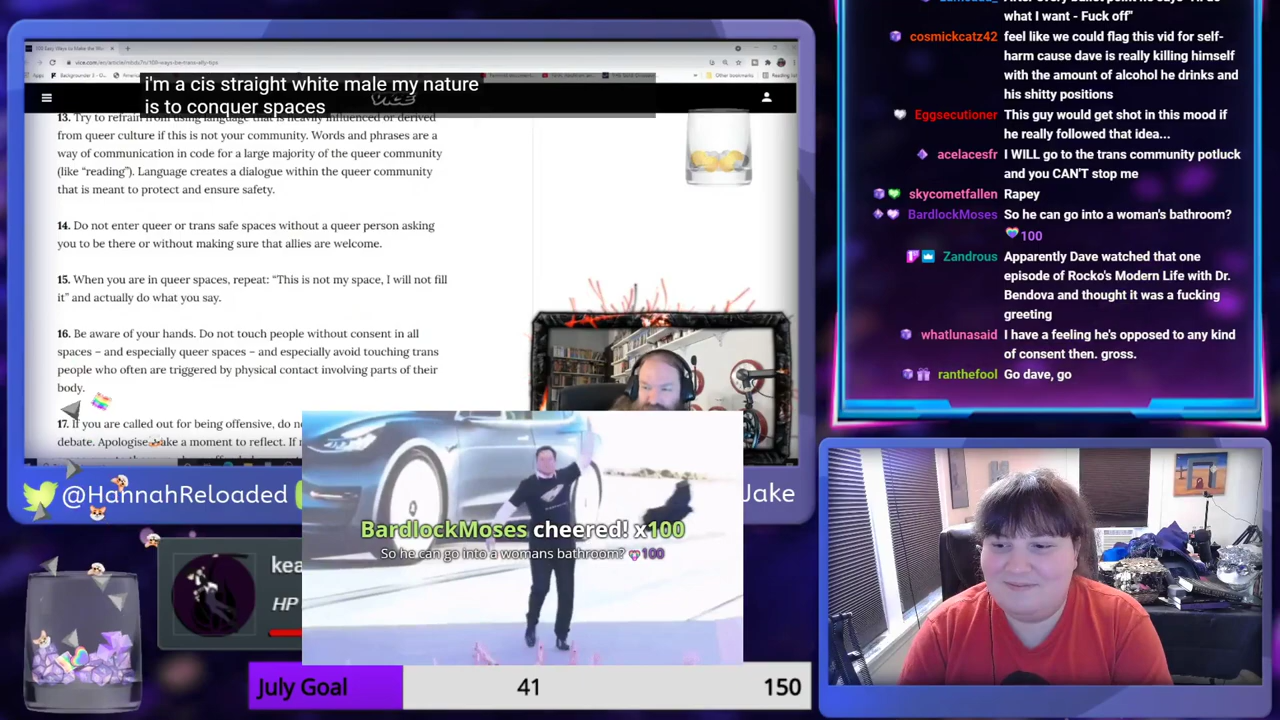 i'm a cis straight white male my nature
is to conquer spaces
13. Try to refrain from using language that is heavily influenced or derived
from queer culture if this is not your community. Words and phrases are a
way of communication in code for a large majority of the queer community
(like “reading”). Language creates a dialogue within the queer community
that is meant to protect and ensure safety.
14. Do not enter queer or trans safe spaces without a queer person asking
you to be there or without making sure that allies are welcome.
15. When you are in queer spaces, repeat: “This is not my space, I will not fill
it” and actually do what you say.
16. Be aware of your hands. Do not touch people without consent in all
spaces – and especially queer spaces – and especially avoid touching trans
people who often are triggered by physical contact involving parts of their
body.
17. If you are called out for being offensive, do no
debate. Apologise
@HannahReloaded
Jake
BardlockMoses cheered! x100
So he can go into a womans bathroom? 100
kea
HP
July Goal
41
150
what I want - Fuck off"
cosmickatz42 feel like we could flag this vid for self-
harm cause dave is really killing himself
with the amount of alcohol he drinks and
his shitty positions
Eggsecutioner This guy would get shot in this mood if
he really followed that idea...
acelacesfr I WILL go to the trans community potluck
and you CAN'T stop me
skycometfallen Rapey
BardlockMoses So he can go into a woman's bathroom?
100
Zandrous Apparently Dave watched that one
episode of Rocko's Modern Life with Dr.
Bendova and thought it was a fucking
greeting
whatlunasaid I have a feeling he's opposed to any kind
of consent then. gross.
ranthefool Go dave, go